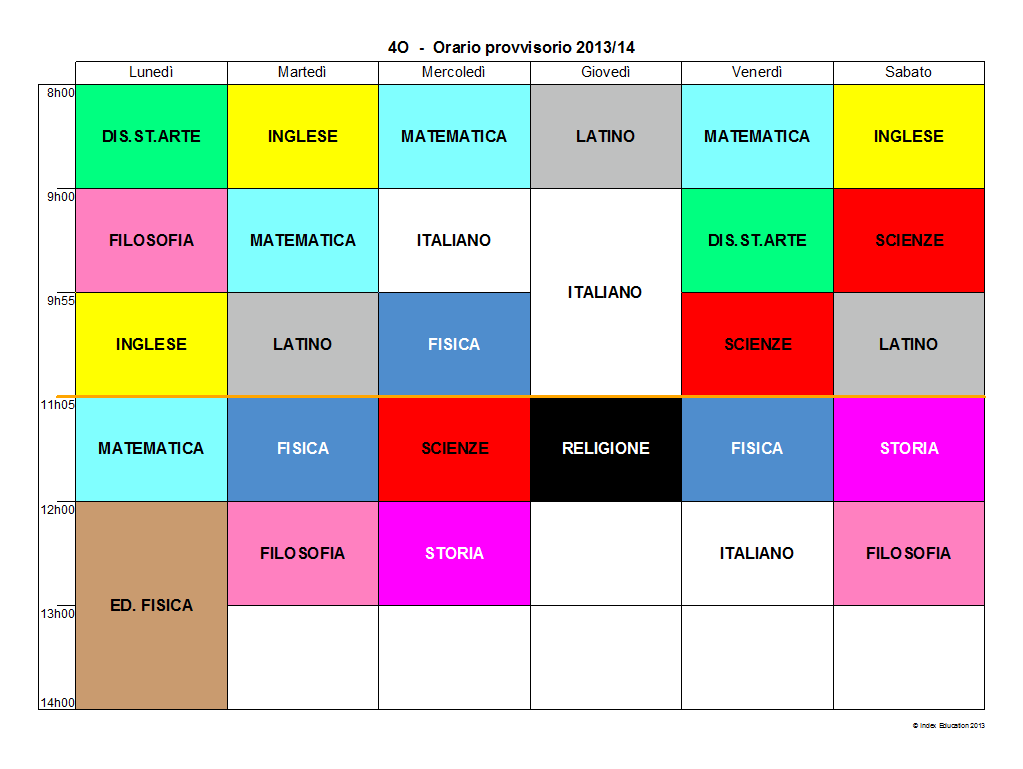 4O - Orario provvisorio 2013/14
Lunedì Martedì Mercoledì Giovedì Venerdì Sabato
8h00
DIS.ST.ARTE INGLESE MATEMATICA LATINO MATEMATICA INGLESE
9h00
FILOSOFIA MATEMATICA ITALIANO DIS.ST.ARTE SCIENZE
ITALIANO
9h55
INGLESE LATINO FISICA SCIENZE LATINO
11h05
MATEMATICA FISICA SCIENZE RELIGIONE FISICA STORIA
12h00
FILOSOFIA STORIA ITALIANO FILOSOFIA
ED. FISICA
13h00
14h00
© Index Education 2013